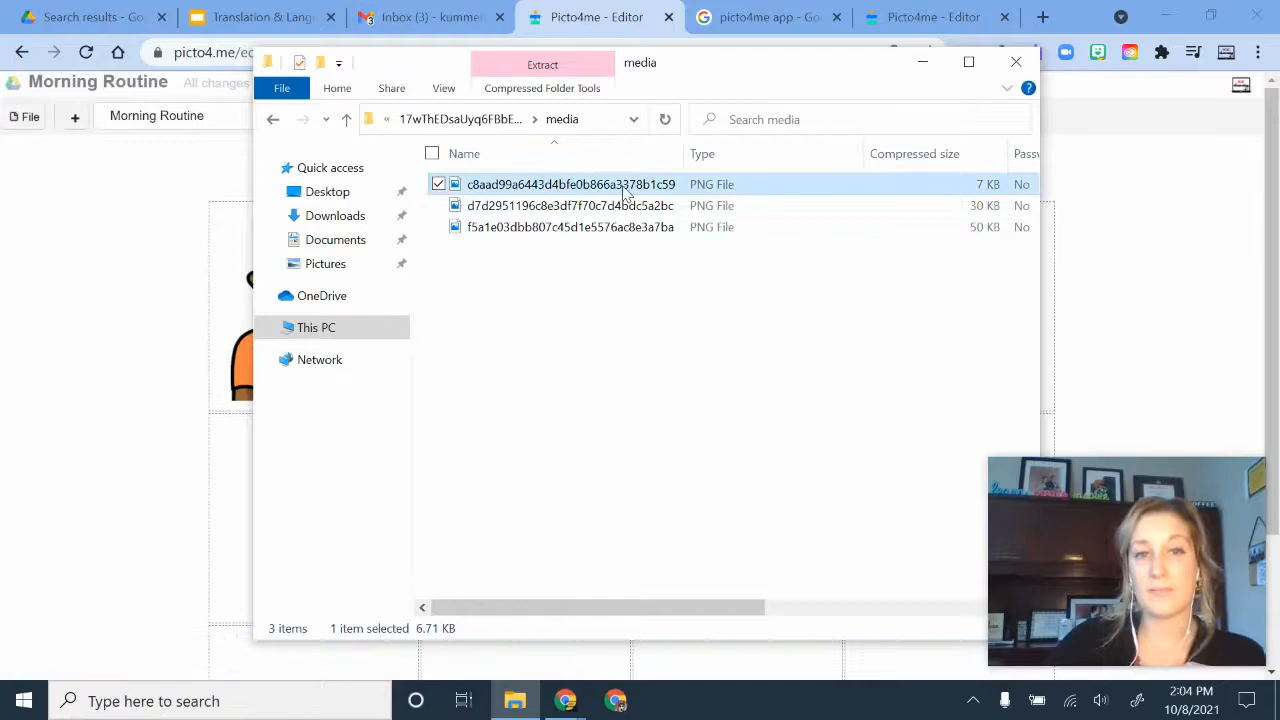 Search results - Go
Translation & Lang
Inbox (3) - kumme
Picto4me - Editor
picto4me app - Go
Picto4me - Editor
picto4.me/e
Morning Routine
All changes
File
Morning Routine
Extract
media
File
Home
Share
View
Compressed Folder Tools
17wThEDsaUyq6FBbE...
media
Search media
Name
Type
Compressed size
Passw
Quick access
Desktop
Downloads
Documents
Pictures
OneDrive
This PC
Network
c8aad99a6443d4bfe0b866a3378b1c59
PNG File
7 KB
No
d7d2951196c8e3df7f70c7d4bdc5a2bc
PNG File
30 KB
No
f5a1e03dbb807c45d1e5576ac8e3a7ba
PNG File
50 KB
No
3 items
1 item selected
6.71 KB
Type here to search
2:04 PM
10/8/2021